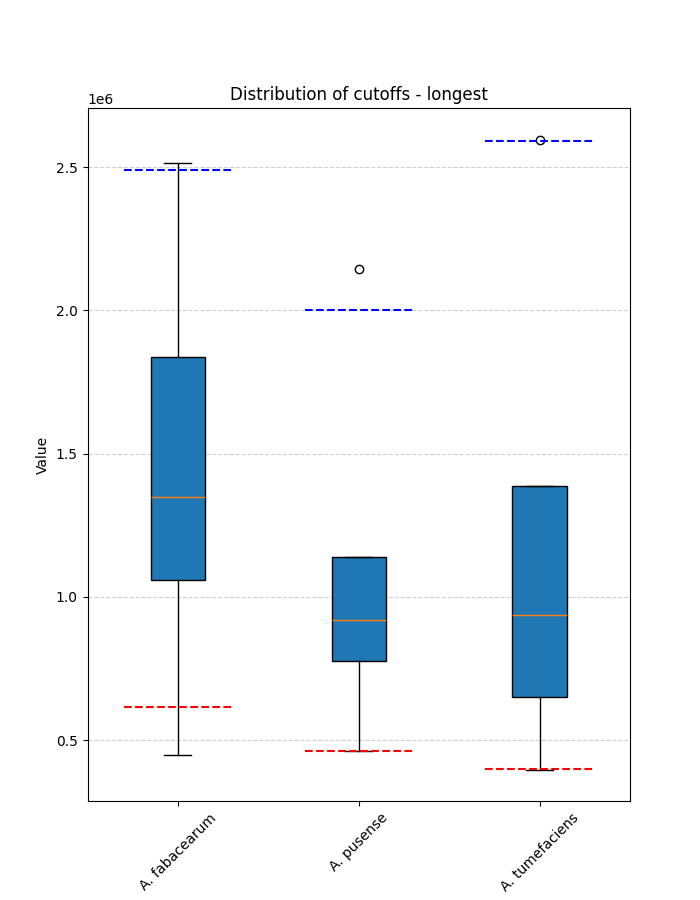 Distribution of cutoffs - longest
1e6
2.5
2.0
1.5
1.0
0.5
Value
A. fabacearum
A. pusense
A. tumefaciens